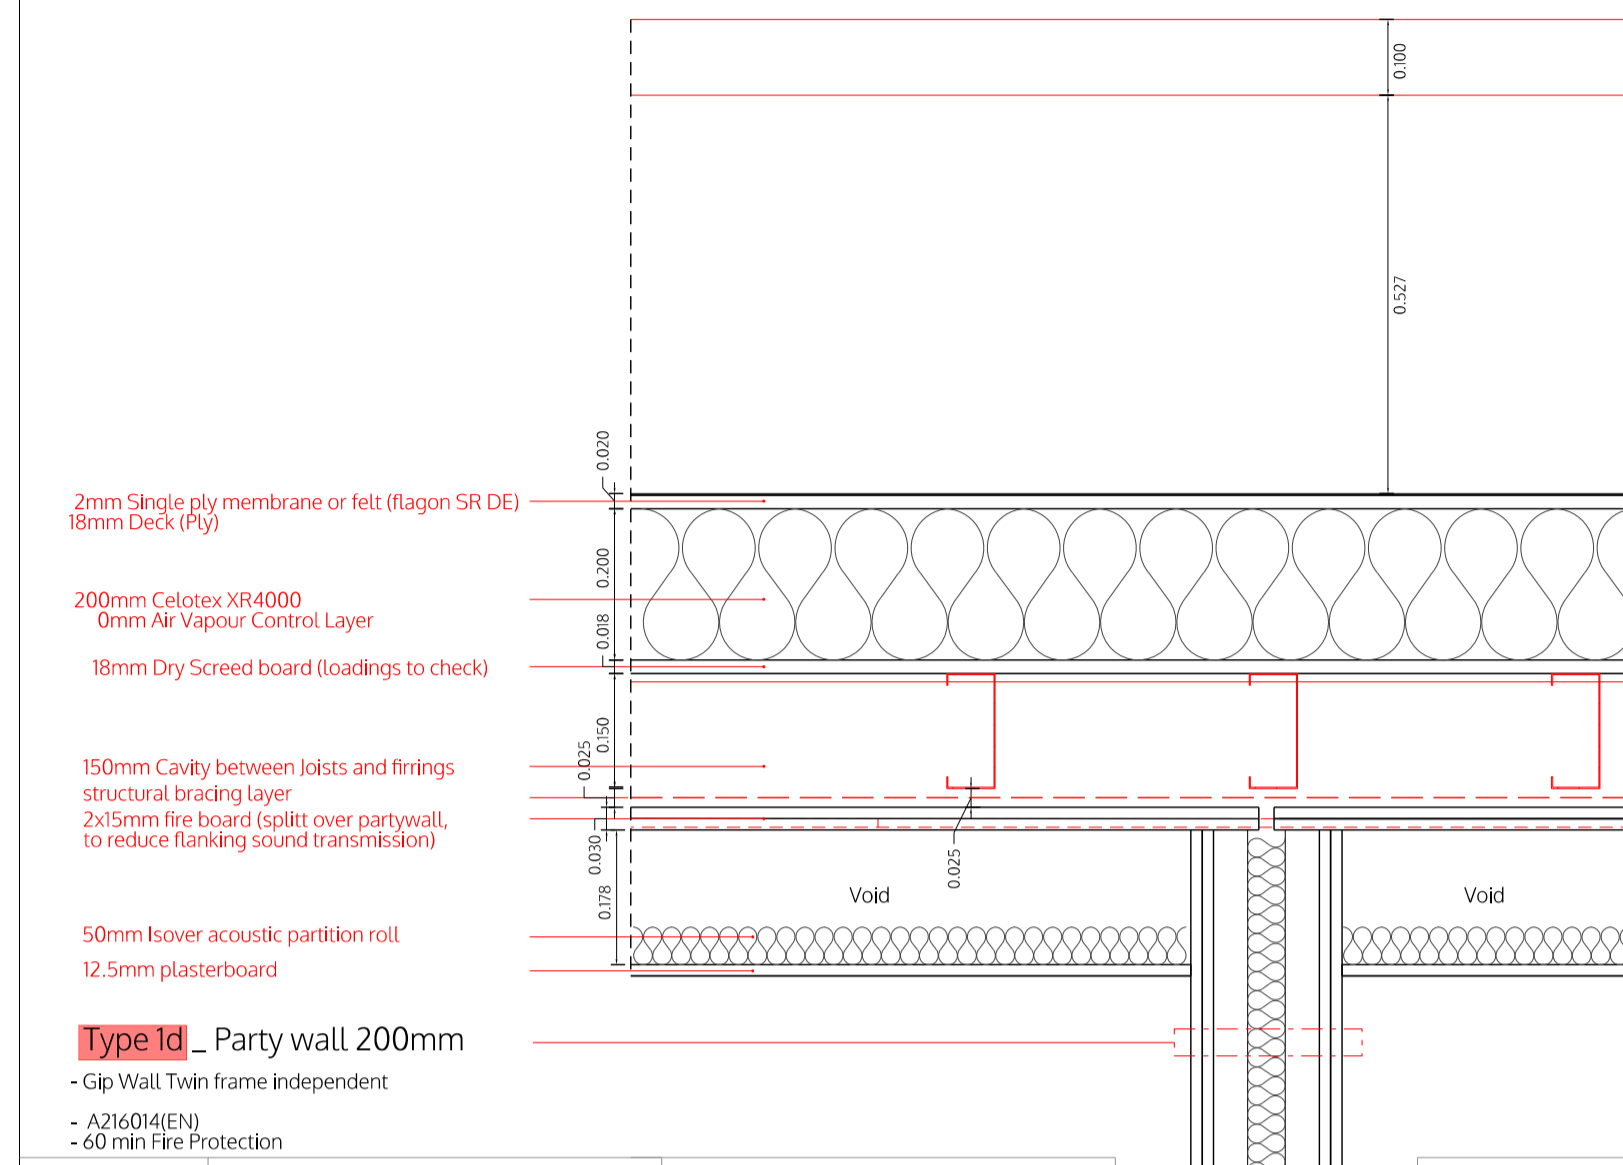 0.100
0.527
0.020
2mm Single ply membrane or felt (flagon SR DE)
18mm Deck (Ply)
0.200
200mm Celotex XR4000
0mm Air Vapour Control Layer
0.018
18mm Dry Screed board (loadings to check)
0.150
0.025
150mm Cavity between Joists and firrings
structural bracing layer
2x15mm fire board (splitt over partywall,
to reduce flanking sound transmission)
0.030
0.025
0.178
Void
Void
50mm Isover acoustic partition roll
12.5mm plasterboard
Type 1d _ Party wall 200mm
- Gip Wall Twin frame independent
- A216014(EN)
- 60 min Fire Protection